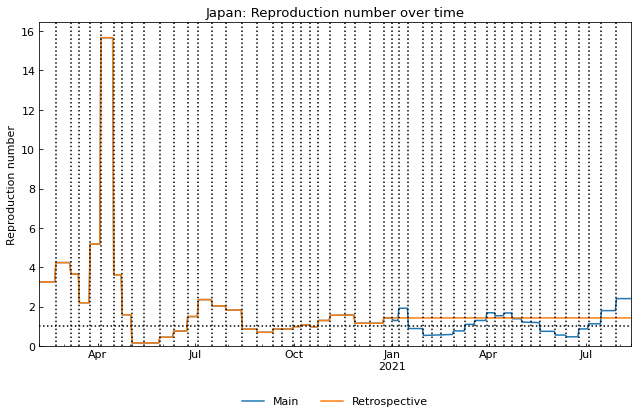 Japan: Reproduction number over time
Reproduction number
16
14
12
10
8
6
4
2
0
Apr
Jul
Oct
Jan
2021
Apr
Jul
Main
Retrospective